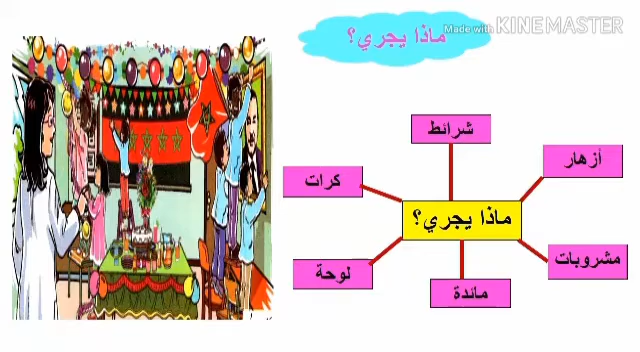 ماذا يجري؟
Made with KINEMASTER
شرائط
أزهار
كرات
ماذا يجري؟
مشروبات
لوحة
مائدة